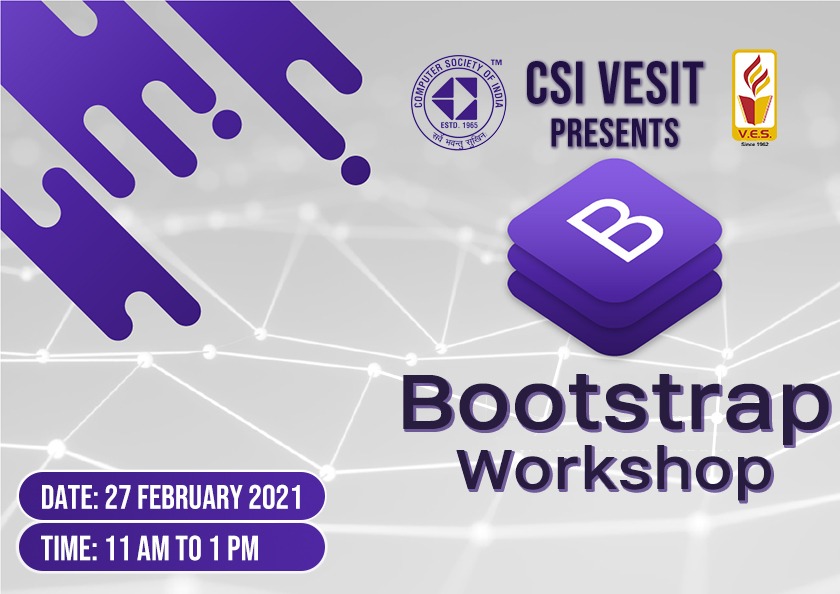 COMPUTER SOCIETY OF INDIA
TM
ESTD. 1965
CSI VESIT
PRESENTS
V.E.S.
Since 1962
B
Bootstrap
Workshop
DATE: 27 FEBRUARY 2021
TIME: 11 AM TO 1 PM